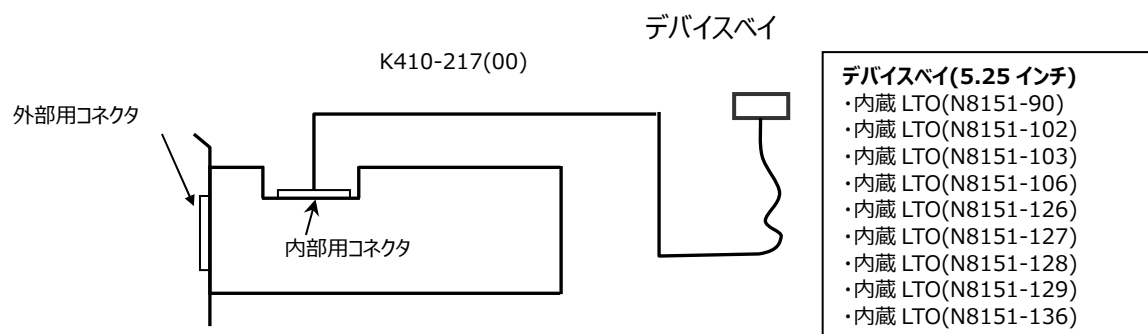 デバイスベイ
K410-217(00)
外部用コネクタ
内部用コネクタ
デバイスベイ(5.25 インチ)
・内蔵 LTO(N8151-90)
・内蔵 LTO(N8151-102)
・内蔵 LTO(N8151-103)
・内蔵 LTO(N8151-106)
・内蔵 LTO(N8151-126)
・内蔵 LTO(N8151-127)
・内蔵 LTO(N8151-128)
・内蔵 LTO(N8151-129)
・内蔵 LTO(N8151-136)